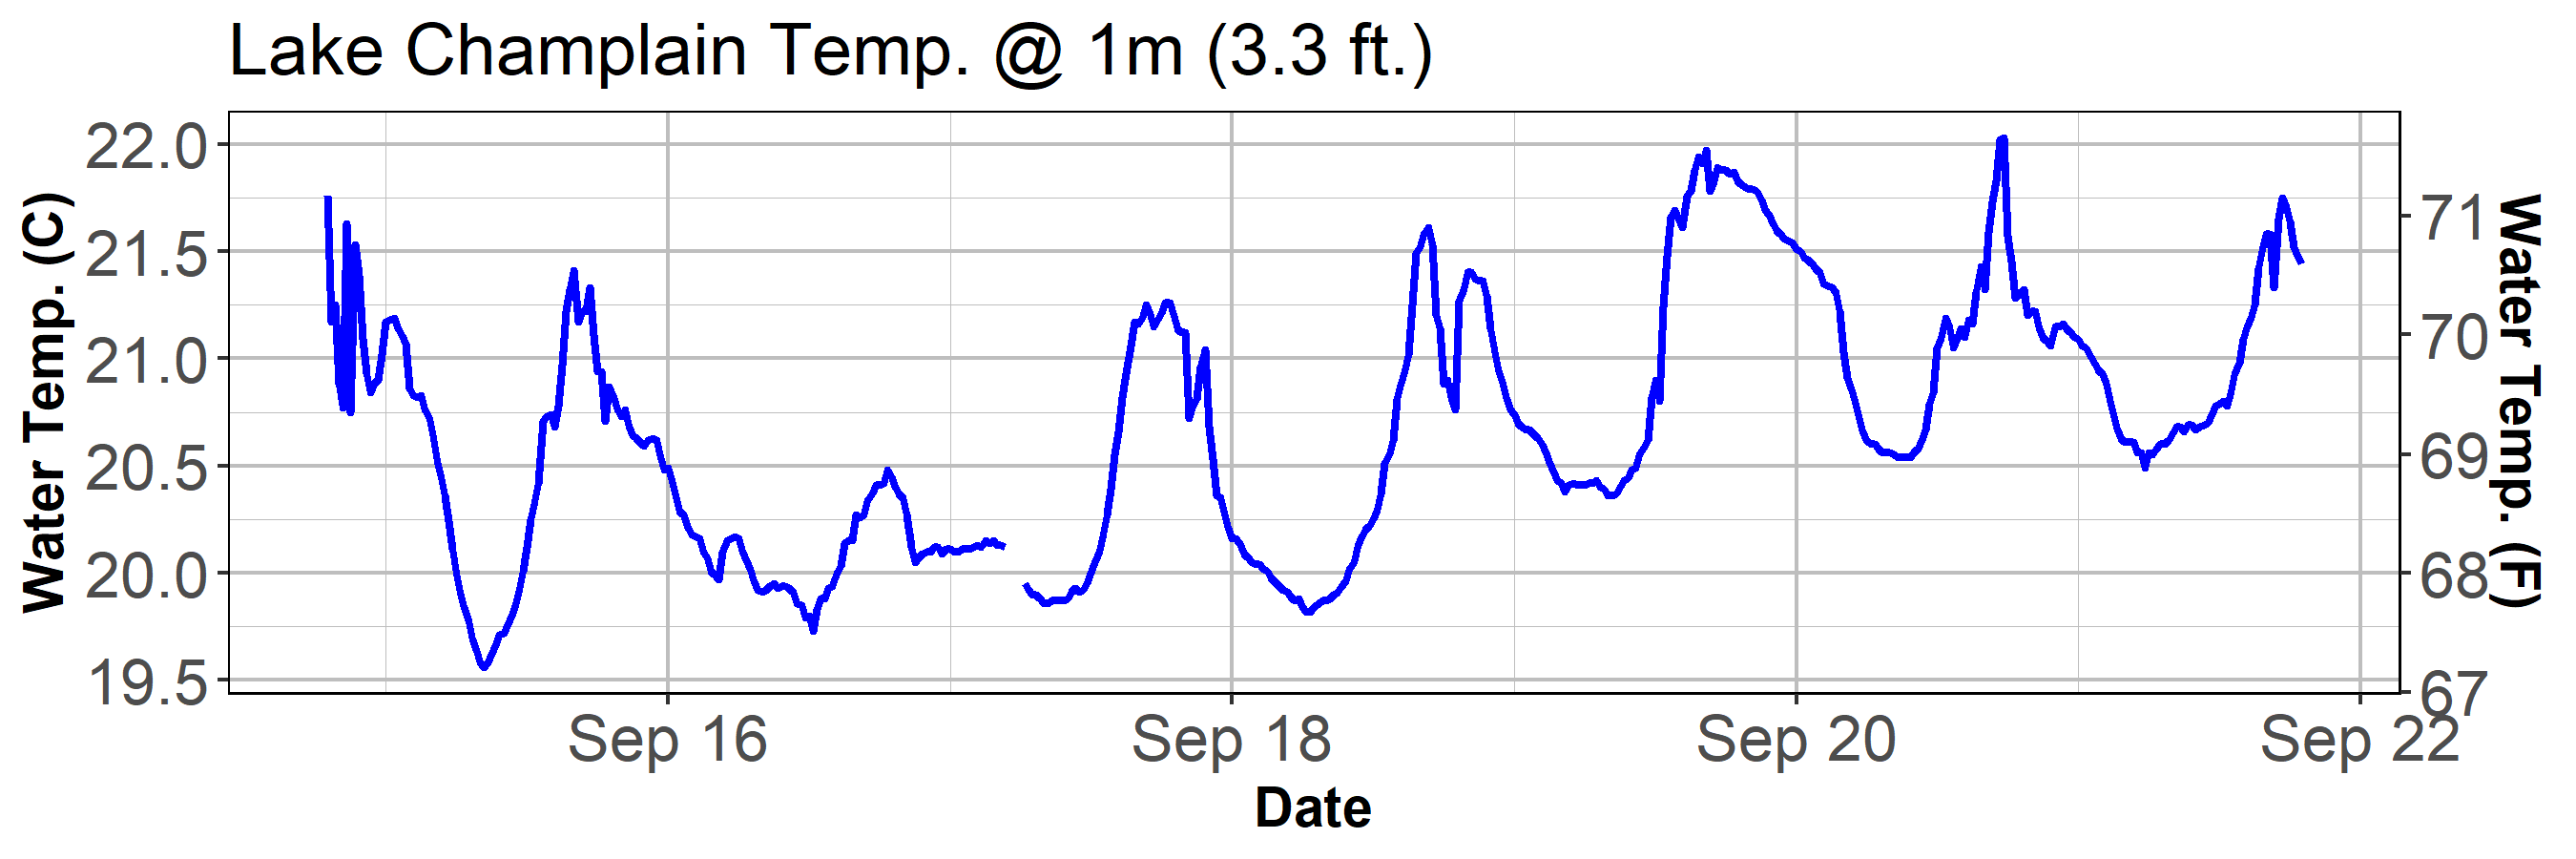 Lake Champlain Temp. @ 1m (3.3 ft.)
Water Temp. (C)
22.0
21.5
21.0
20.5
20.0
19.5
71
70
69
68
67
Water Temp. (F)
Sep 16
Sep 18
Sep 20
Sep 22
Date